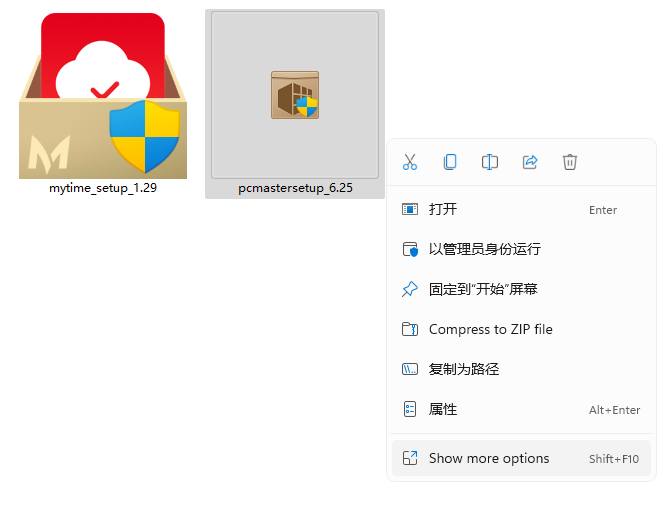 mytime_setup_1.29
pcmastersetup_6.25
打开 Enter
以管理员身份运行
固定到“开始”屏幕
Compress to ZIP file
复制为路径
属性 Alt+Enter
Show more options Shift+F10